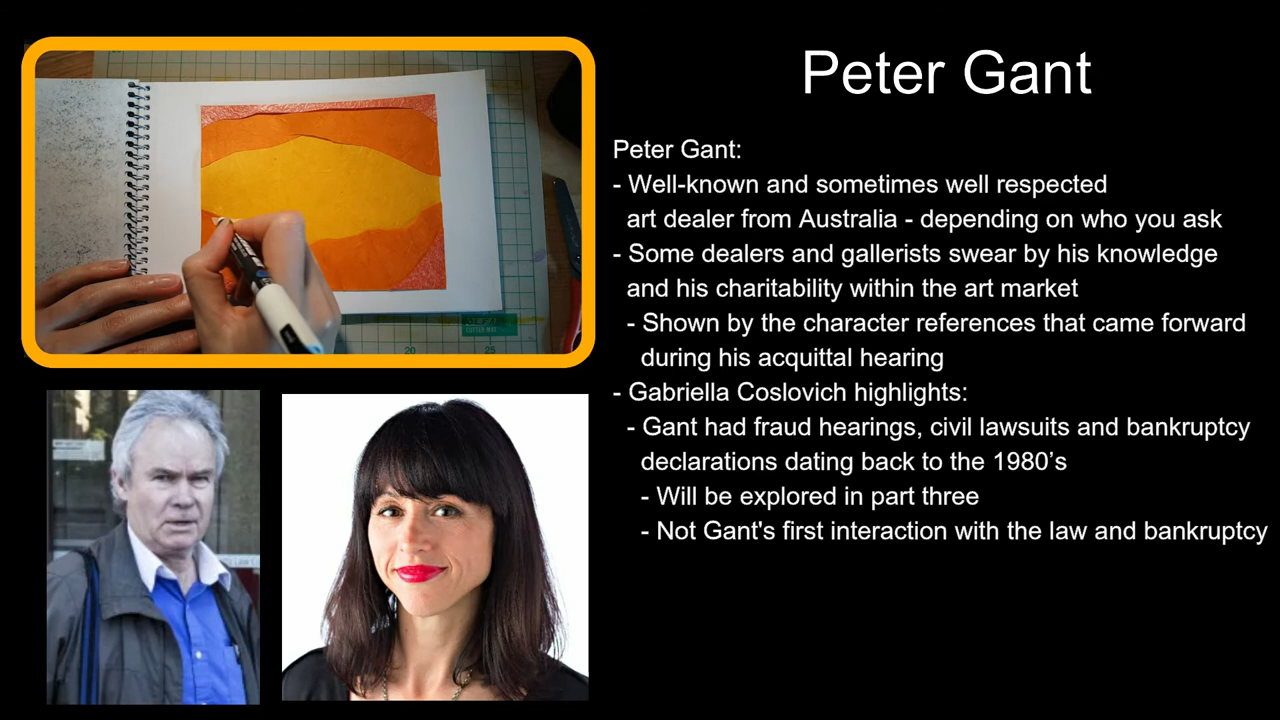 Peter Gant
Peter Gant:
- Well-known and sometimes well respected
art dealer from Australia - depending on who you ask
- Some dealers and gallerists swear by his knowledge
and his charitability within the art market
- Shown by the character references that came forward
during his acquittal hearing
- Gabriella Coslovich highlights:
- Gant had fraud hearings, civil lawsuits and bankruptcy
declarations dating back to the 1980’s
- Will be explored in part three
- Not Gant's first interaction with the law and bankruptcy
20
25